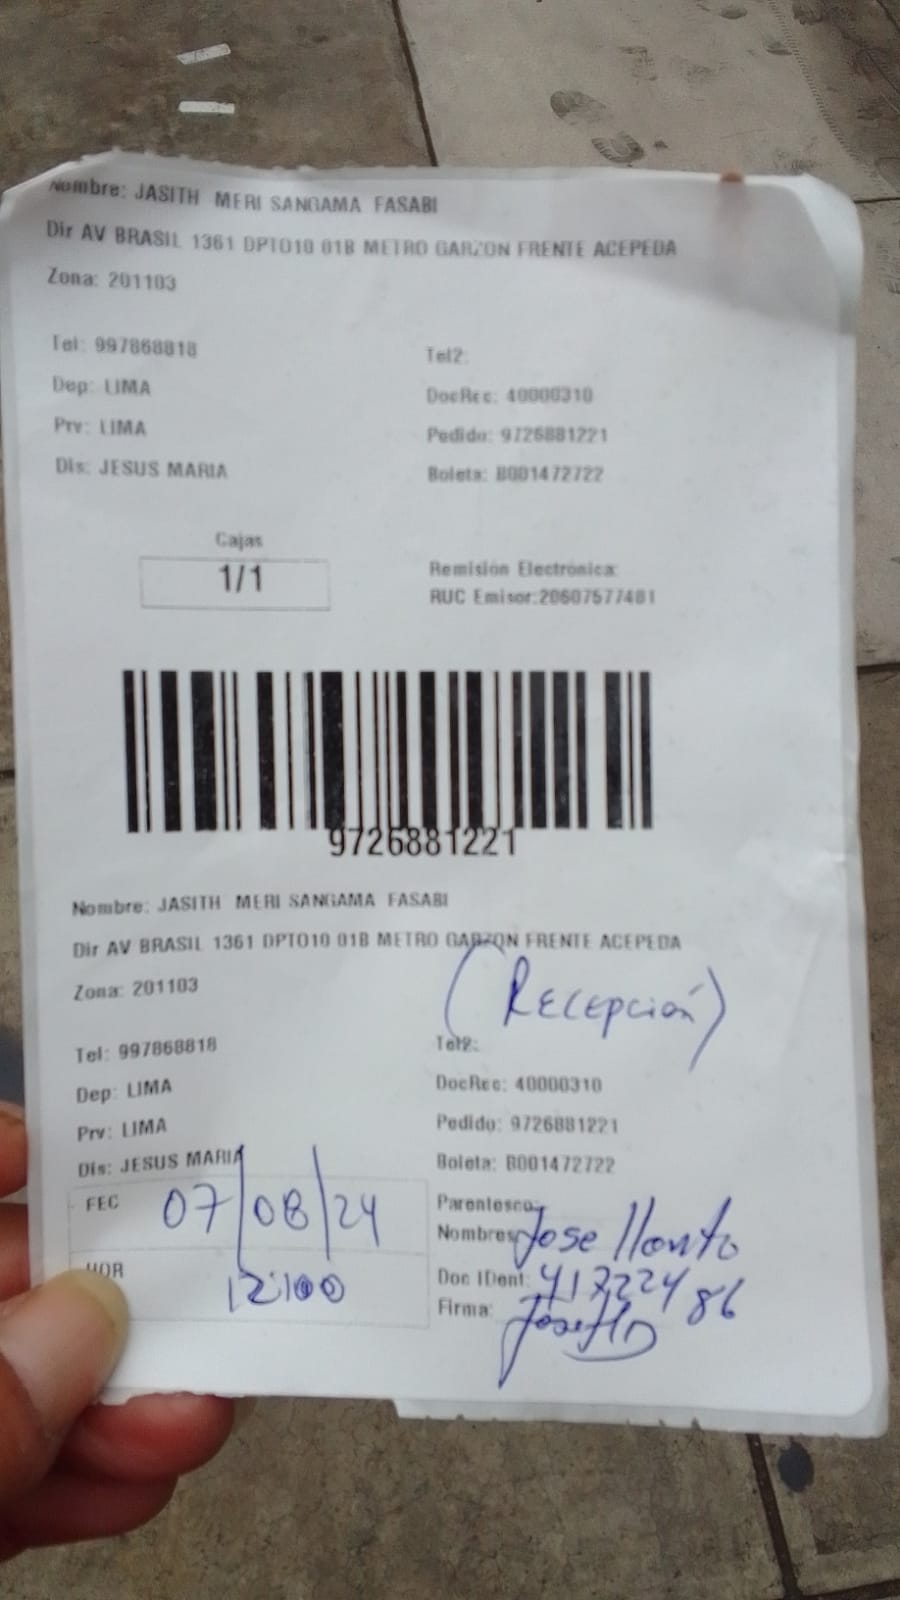 Nombre: JASITH MERI SANGAMA FASABI
Dir AV BRASIL 1361 DPTO10 01B METRO GARZON FRENTE ACEPEDA
Zona: 201103
Tel: 997868818 Tel2:
Dep: LIMA DocRec: 40000310
Prv: LIMA Pedido: 9726881221
Dis: JESUS MARIA Boleta: B001472722
Cajas
1/1
Remisión Electrónica:
RUC Emisor:20607577481
9726881221
Nombre: JASITH MERI SANGAMA FASABI
Dir AV BRASIL 1361 DPTO10 01B METRO GARZON FRENTE ACEPEDA
Zona: 201103
(Recepción)
Tel: 997868818 Tel2:
Dep: LIMA DocRec: 40000310
Prv: LIMA Pedido: 9726881221
Dis: JESUS MARIA Boleta: B001472722
FEC 07/08/24
HOR 12:00
Parentesco:
Nombres Jose Llonto
Doc IDent: 41722486
Firma: